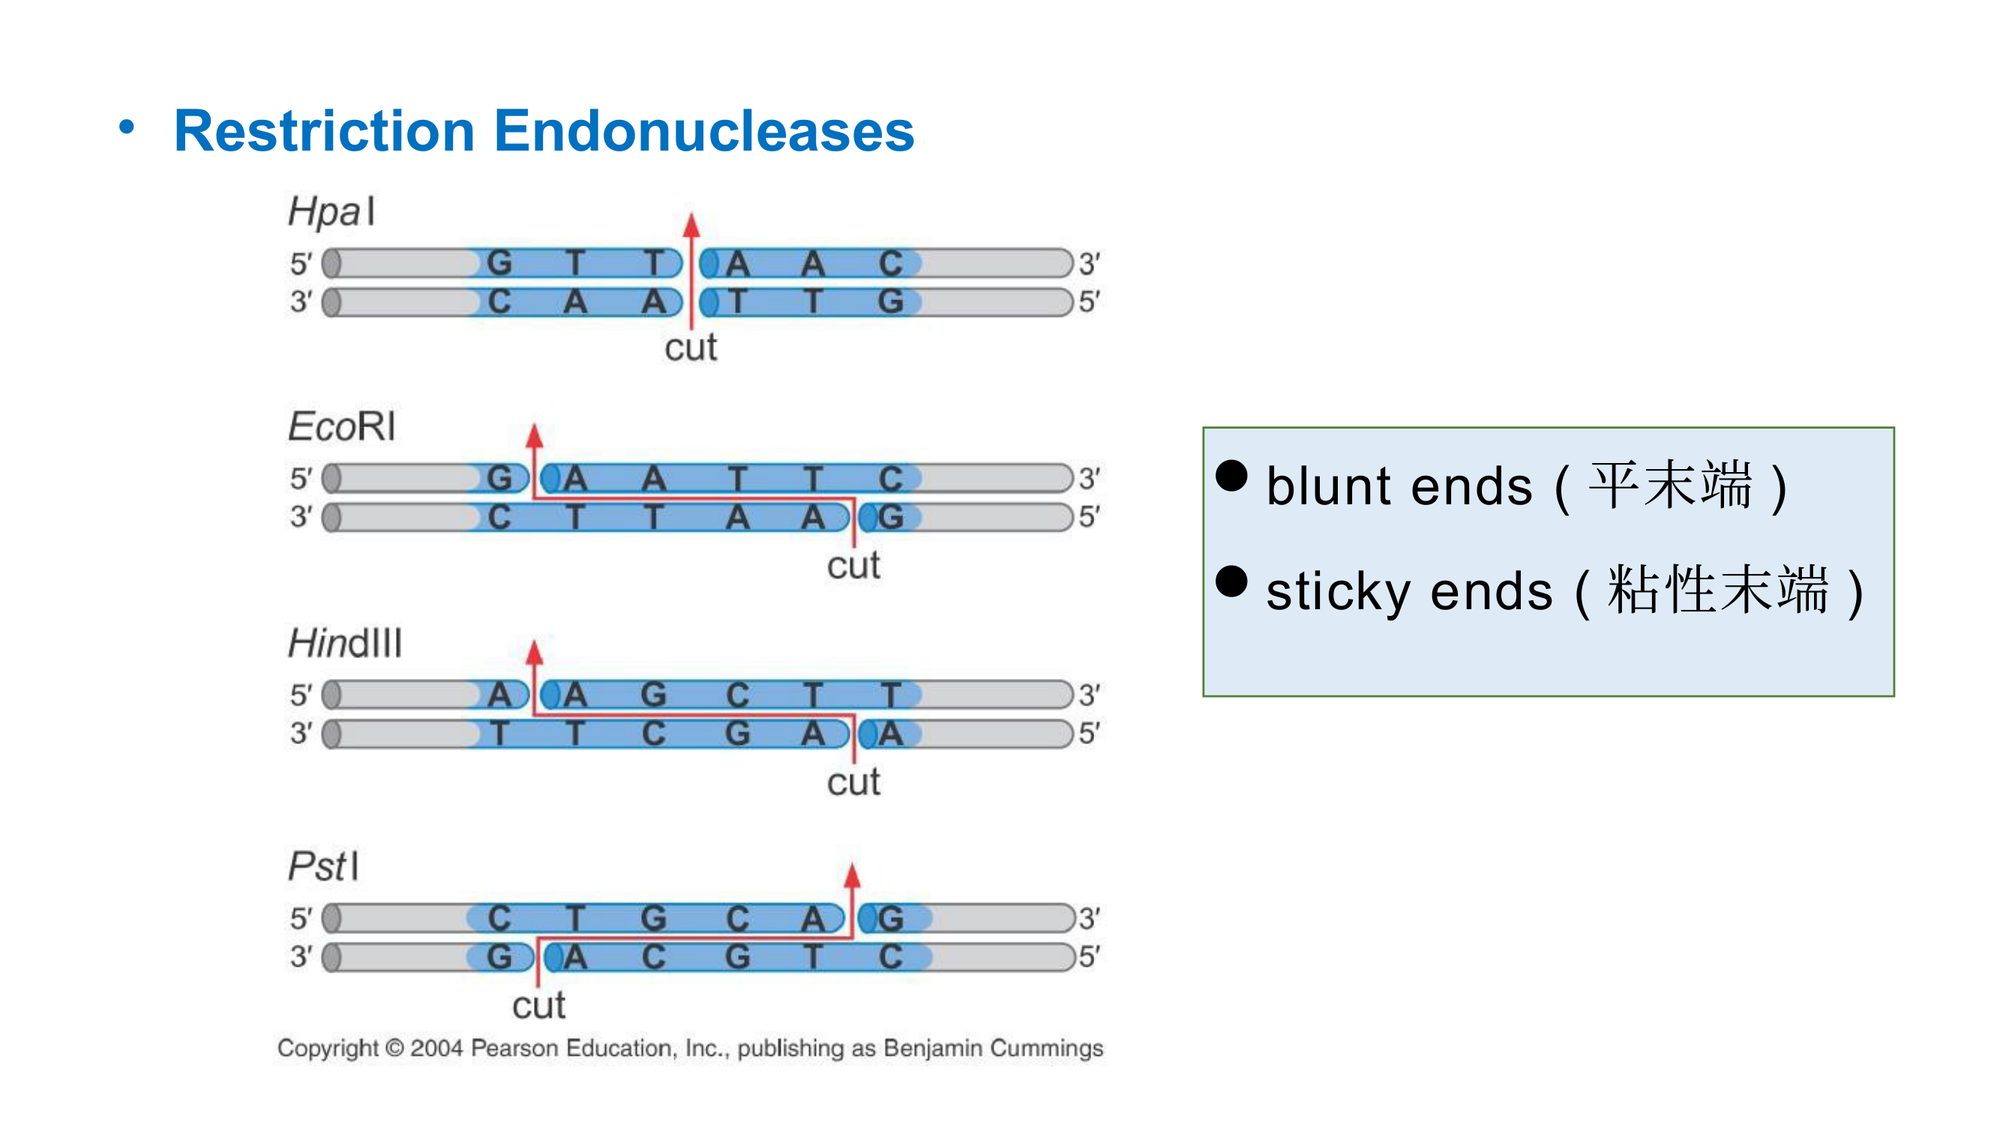 • Restriction Endonucleases
HpaI
5′ G T T A A C 3′
3′ C A A T T G 5′
cut
EcoRI
5′ G A A T T C 3′
3′ C T T A A G 5′
cut
HindIII
5′ A A G C T T 3′
3′ T T C G A A 5′
cut
PstI
5′ C T G C A G 3′
3′ G A C G T C 5′
cut
Copyright © 2004 Pearson Education, Inc., publishing as Benjamin Cummings
● blunt ends ( 平末端 )
● sticky ends ( 粘性末端 )